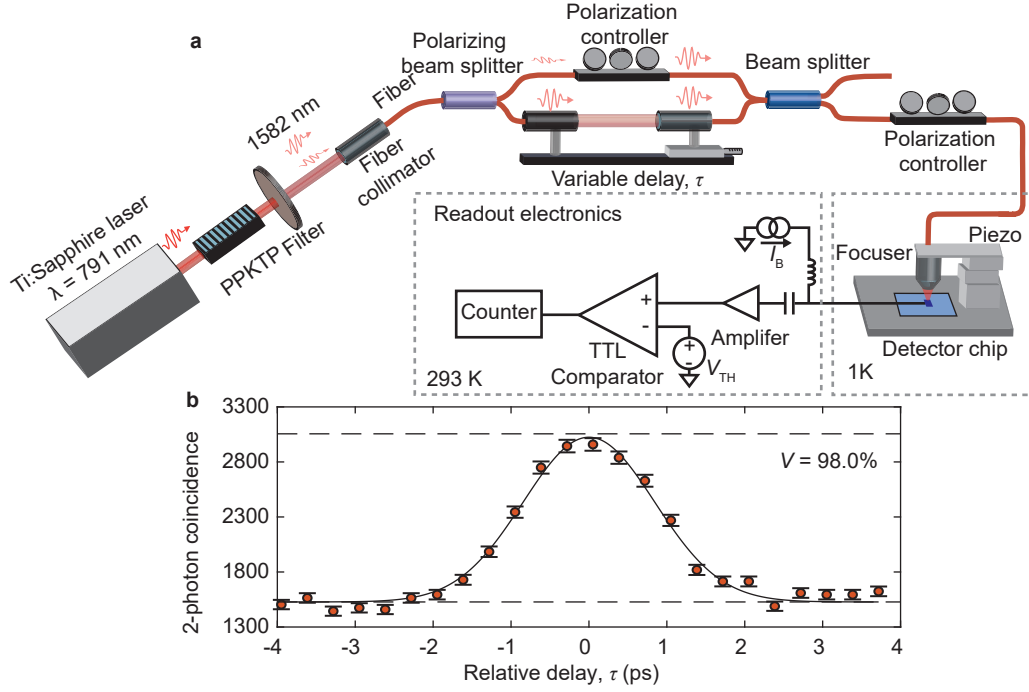 a
Ti:Sapphire laser
λ = 791 nm
PPKTP
Filter
1582 nm
Fiber
Fiber
collimator
Polarizing
beam splitter
Polarization
controller
Variable delay, τ
Beam splitter
Polarization
controller
Readout electronics
Counter
TTL
Comparator
+
-
+
-
V_TH
Amplifer
I_B
293 K
Focuser
Piezo
Detector chip
1K
b
2-photon coincidence
3300
2800
2300
1800
1300
V = 98.0%
-4 -3 -2 -1 0 1 2 3 4
Relative delay, τ (ps)